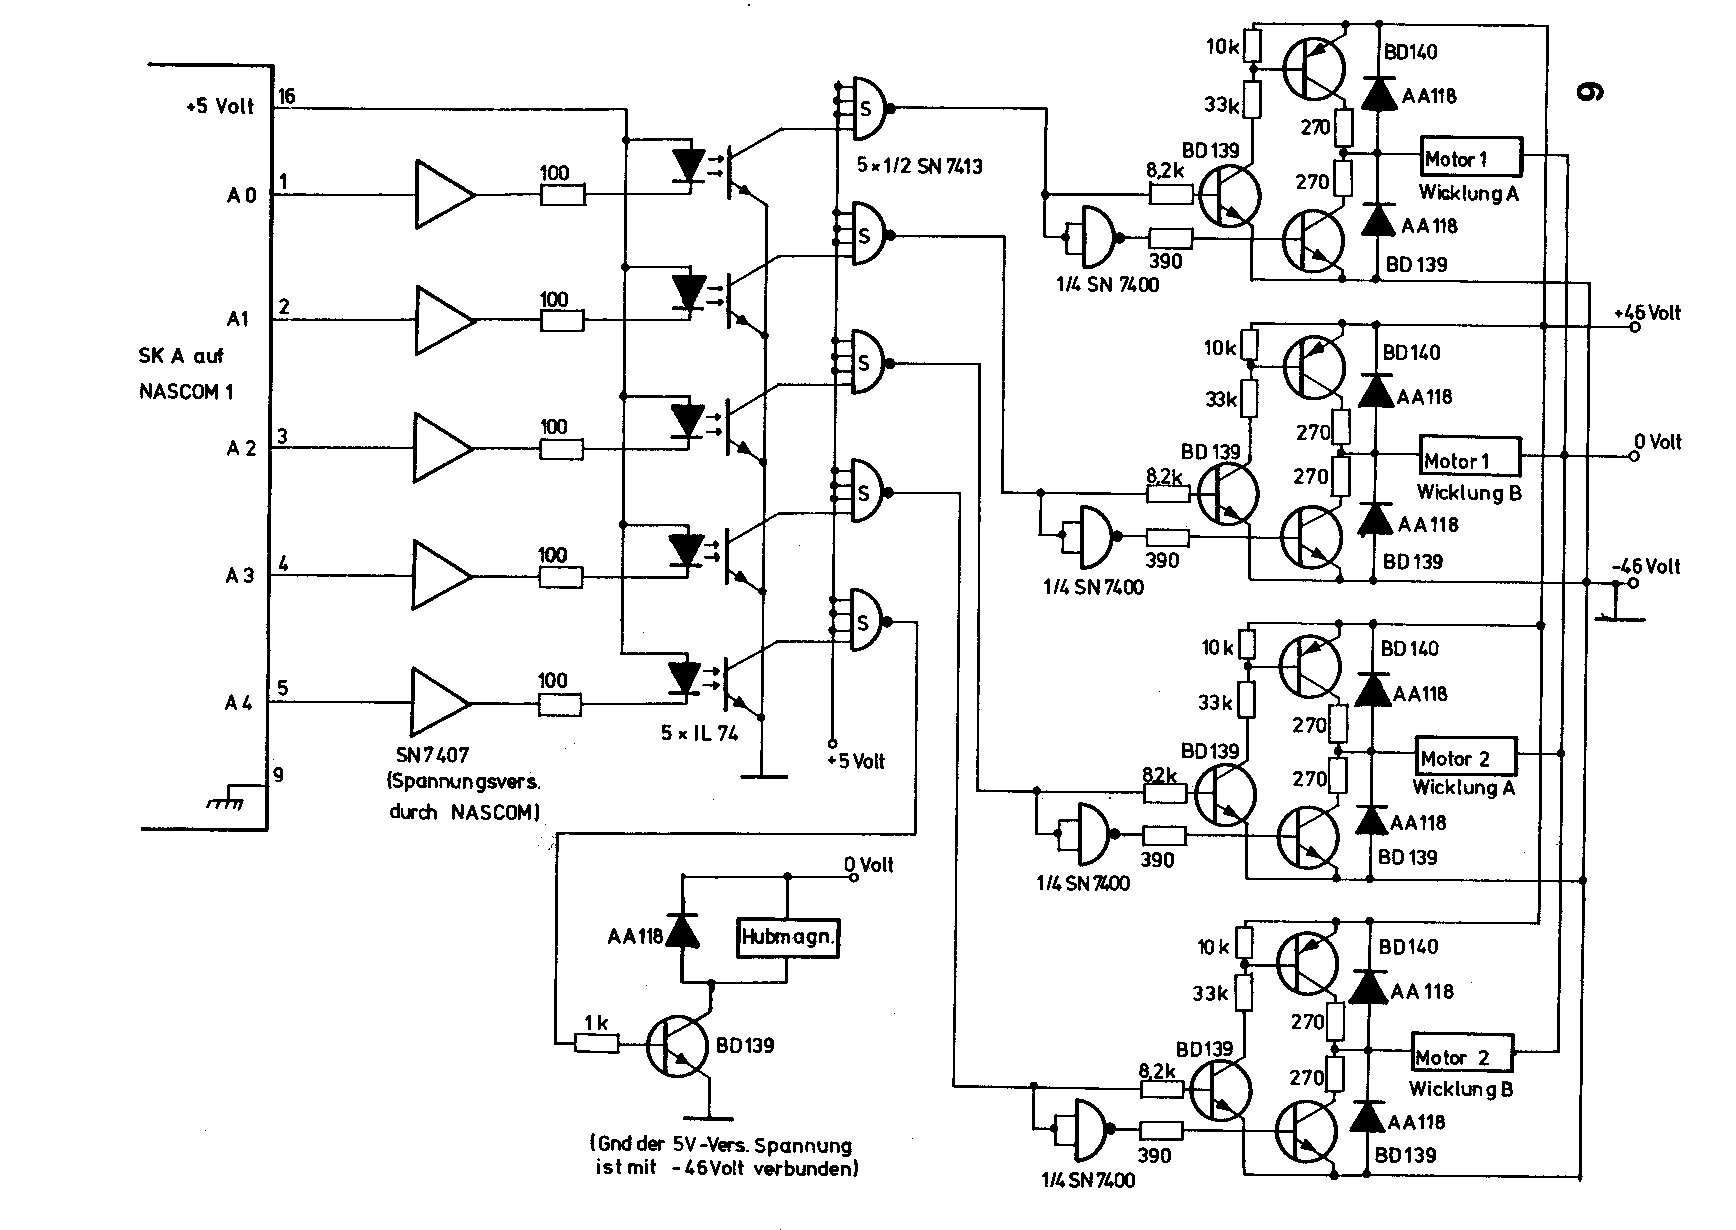 9
+5 Volt
16
A 0
1
A1
2
SK A auf
NASCOM 1
A 2
3
A 3
4
A 4
5
9
100
100
100
100
100
SN 7407
(Spannungsvers.
durch NASCOM)
5 × IL 74
S
S
S
S
S
5 × 1/2 SN 7413
+5 Volt
0 Volt
AA118
Hubmagn.
1k
BD139
(Gnd der 5V-Vers. Spannung
ist mit -46Volt verbunden)
10k
BD140
33k
AA118
270
BD 139
Motor 1
8,2k
270
Wicklung A
AA 118
390
BD 139
1/4 SN 7400
+46 Volt
10k
BD140
33k
AA118
270
0 Volt
BD 139
Motor 1
8,2k
270
Wicklung B
AA118
390
BD 139
-46 Volt
1/4 SN 7400
10k
BD140
33k
AA118
270
BD139
Motor 2
82k
270
Wicklung A
AA118
390
BD 139
1/4 SN 7400
10k
BD140
33k
AA 118
270
BD139
Motor 2
8,2k
270
Wicklung B
AA118
390
BD139
1/4 SN 7400